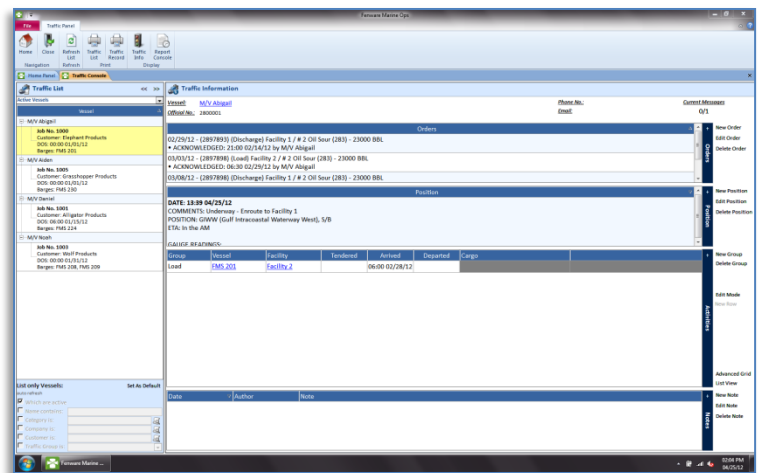 Fenware Marine Ops
File
Traffic Panel
Home
Close
Refresh List
Traffic List
Traffic Record
Traffic Info
Report Console
Navigation
Refresh
Print
Display
Home Panel
Traffic Console
Traffic List
<<
>>
Active Vessels
Vessel
M/V Abigail
Job No. 1000
Customer: Elephant Products
DOS: 00:00 01/01/12
Barges: FMS 201
M/V Aiden
Job No. 1005
Customer: Grasshopper Products
DOS: 00:00 01/01/12
Barges: FMS 230
M/V Daniel
Job No. 1001
Customer: Alligator Products
DOS: 06:00 01/15/12
Barges: FMS 224
M/V Noah
Job No. 1003
Customer: Wolf Products
DOS: 00:00 01/01/12
Barges: FMS 208, FMS 209
List only Vessels:
Set As Default
auto refresh
Which are active
Name contains:
Category is:
Company is:
Customer is:
Traffic Group is:
Traffic Information
Vessel:
M/V Abigail
Official No.:
2800001
Phone No.:
Email:
Current Messages
0/1
Orders
02/29/12 - (2897893) (Discharge) Facility 1 / # 2 Oil Sour (283) - 23000 BBL
• ACKNOWLEDGED: 21:00 02/14/12 by M/V Abigail
03/01/12 - (2897898) (Load) Facility 2 / # 2 Oil Sour (283) - 23000 BBL
• ACKNOWLEDGED: 06:30 02/29/12 by M/V Abigail
03/08/12 - (2897898) (Discharge) Facility 1 / # 2 Oil Sour (283) - 23000 BBL
Orders
New Order
Edit Order
Delete Order
Position
DATE: 13:39 04/25/12
COMMENTS: Underway - Enroute to Facility 1
POSITION: GIWW (Gulf Intracoastal Waterway West), S/B
ETA: In the AM
GAUGE READINGS:
Position
New Position
Edit Position
Delete Position
Group
Vessel
Facility
Tendered
Arrived
Departed
Cargo
Load
FMS 201
Facility 2
06:00 02/28/12
Activities
New Group
Delete Group
Edit Mode
New Row
Advanced Grid
List View
Date
Author
Note
Notes
New Note
Edit Note
Delete Note
Fenware Marine ...
02:04 PM
04/25/12